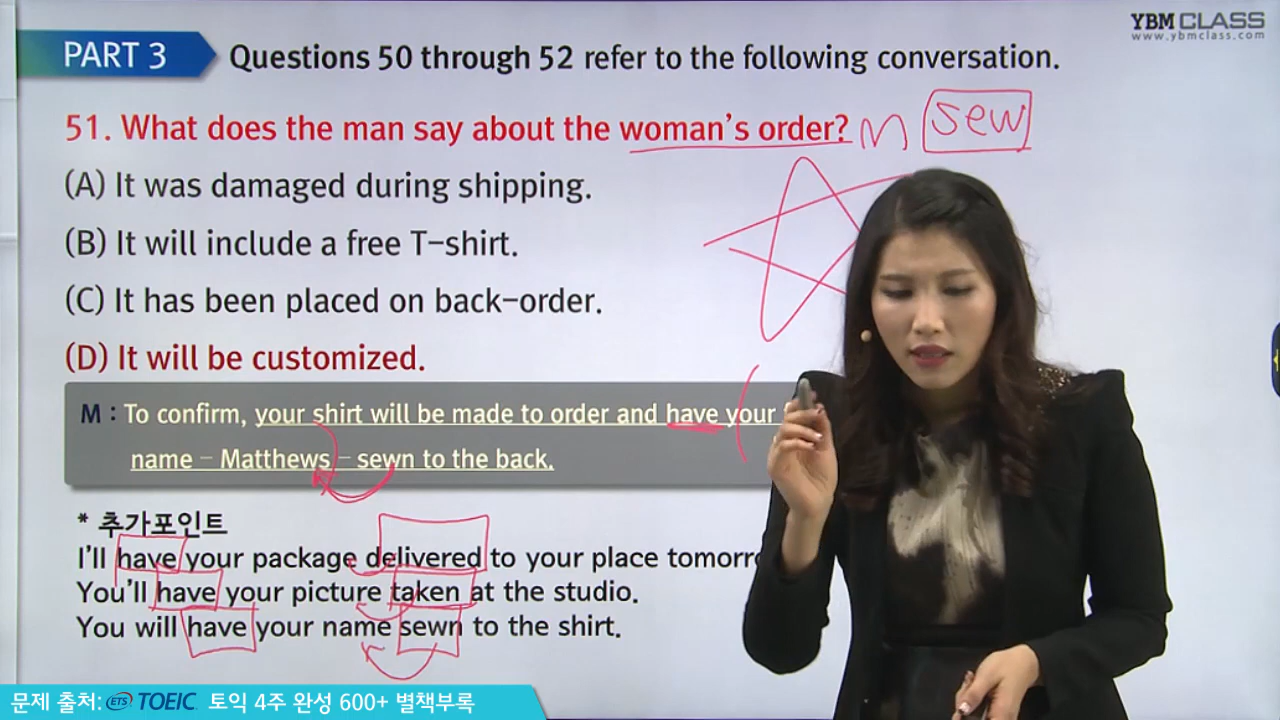 YBM CLASS
www.ybmclass.com
PART 3
Questions 50 through 52 refer to the following conversation.
51. What does the man say about the woman's order? m sew
(A) It was damaged during shipping.
(B) It will include a free T-shirt.
(C) It has been placed on back-order.
(D) It will be customized.
M : To confirm, your shirt will be made to order and have your
name - Matthews - sewn to the back.
* 추가포인트
I'll have your package delivered to your place
You'll have your picture taken at the studio.
You will have your name sewn to the shirt.
문제 출처: ETS TOEIC. 토익 4주 완성 600+ 별책부록